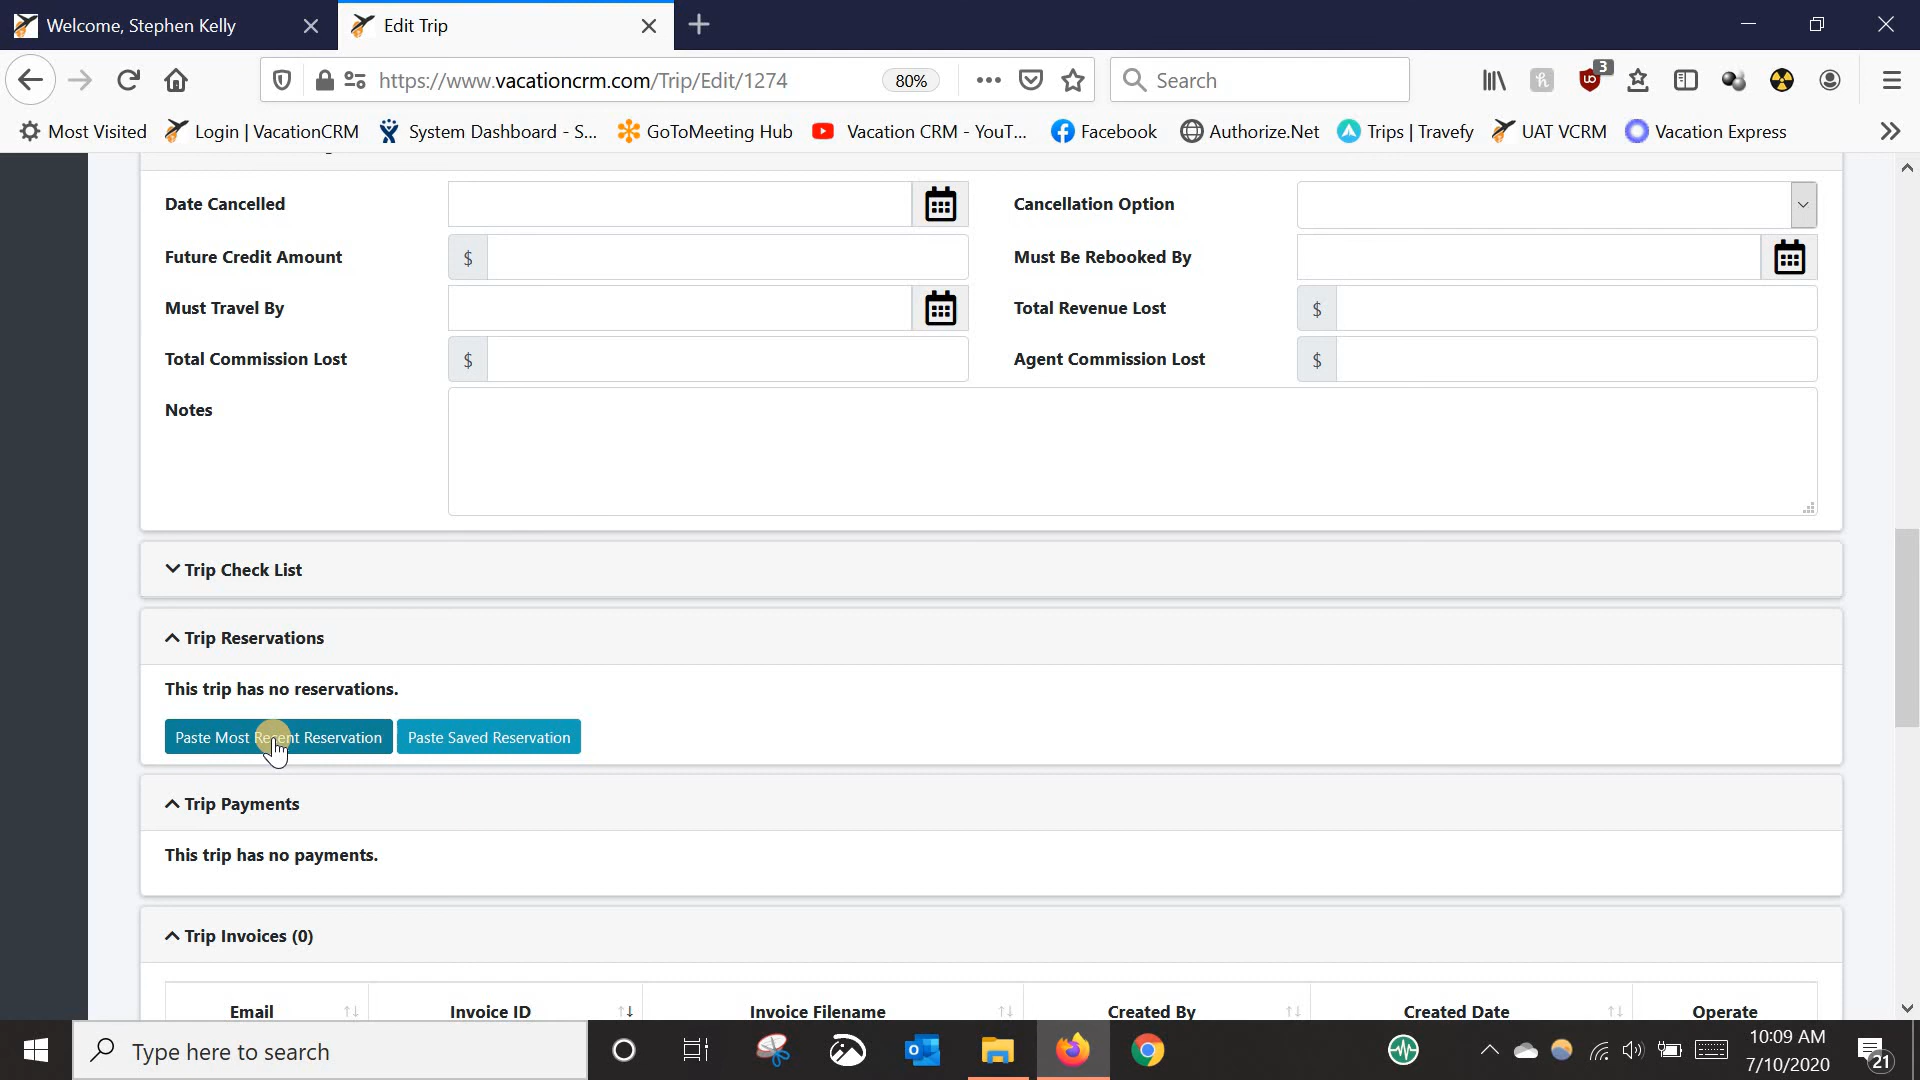 Welcome, Stephen Kelly
Edit Trip
https://www.vacationcrm.com/Trip/Edit/1274
80%
Search
3
Most Visited
Login | VacationCRM
System Dashboard - S...
GoToMeeting Hub
Vacation CRM - YouT...
Facebook
Authorize.Net
Trips | Travefy
UAT VCRM
Vacation Express
Date Cancelled
Cancellation Option
Future Credit Amount
$
Must Be Rebooked By
Must Travel By
Total Revenue Lost
$
Total Commission Lost
$
Agent Commission Lost
$
Notes
Trip Check List
Trip Reservations
This trip has no reservations.
Paste Most Recent Reservation
Paste Saved Reservation
Trip Payments
This trip has no payments.
Trip Invoices (0)
Email
Invoice ID
Invoice Filename
Created By
Created Date
Operate
Type here to search
10:09 AM
7/10/2020
21